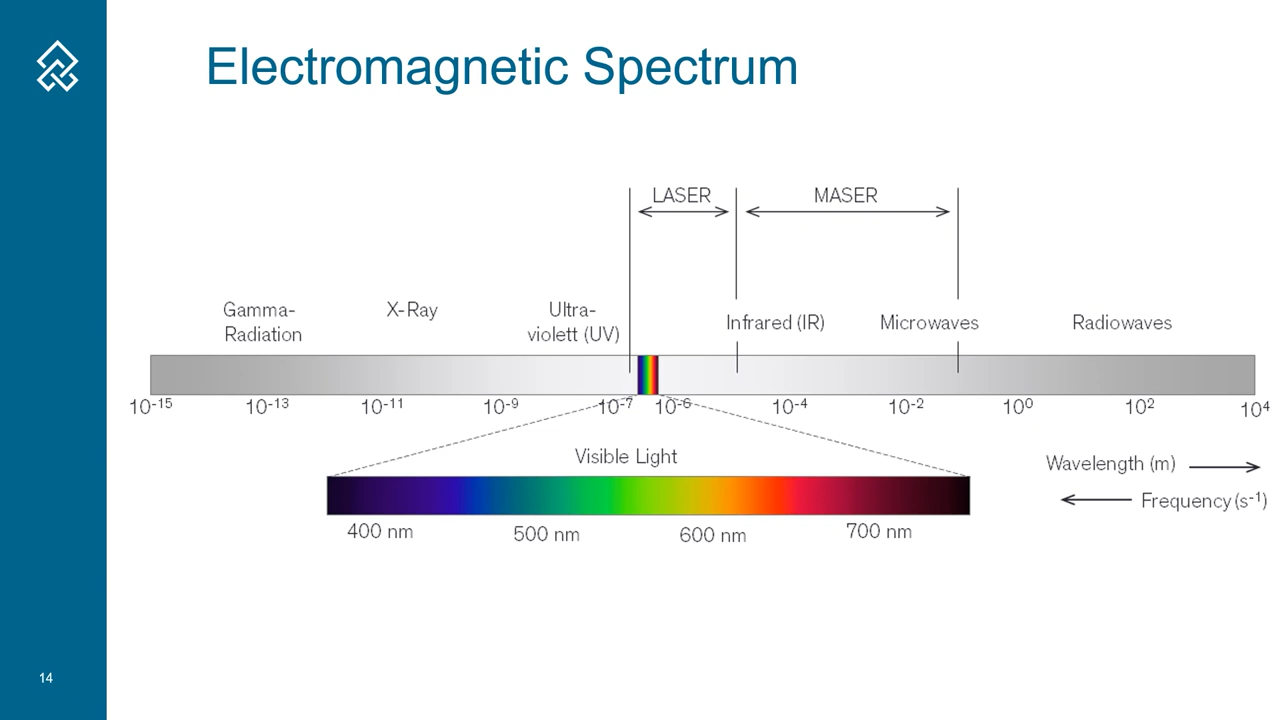 Electromagnetic Spectrum
LASER
MASER
Gamma-
Radiation
X-Ray
Ultra-
violett (UV)
Infrared (IR)
Microwaves
Radiowaves
10⁻¹⁵ 10⁻¹³ 10⁻¹¹ 10⁻⁹ 10⁻⁷ 10⁻⁶ 10⁻⁴ 10⁻² 10⁰ 10² 10⁴
Visible Light
400 nm 500 nm 600 nm 700 nm
Wavelength (m)
Frequency (s⁻¹)
14